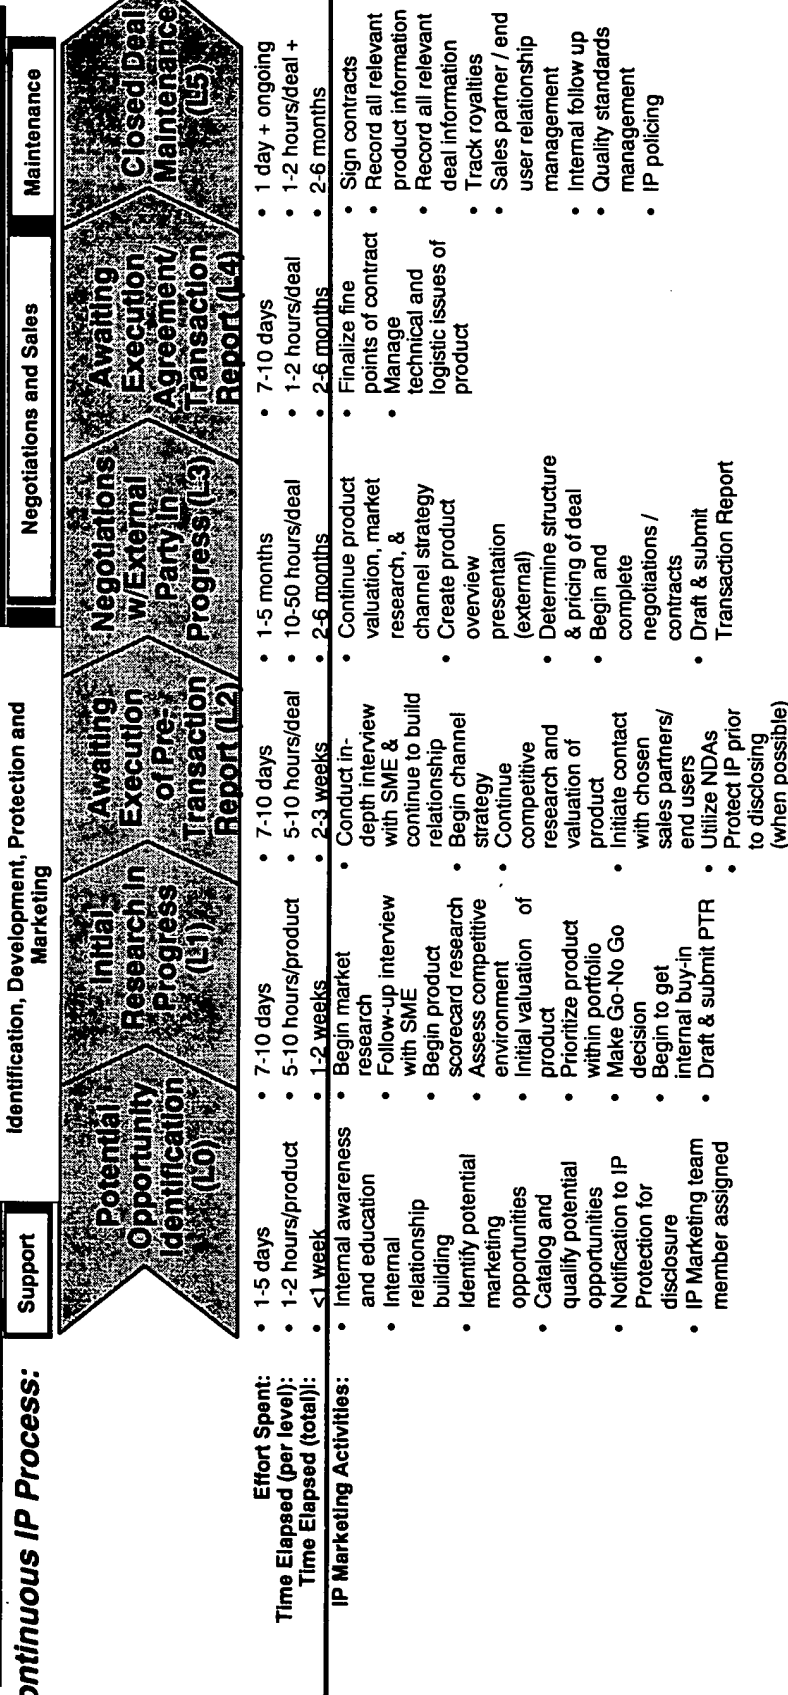 ontinuous IP Process:
Support
Identification, Development, Protection and
Marketing
Negotiations and Sales
Maintenance
Potential
Opportunity
Identification
(L0)
Initial
Research In
Progress
(L1)
Awaiting
Execution
of Pre-
Transaction
Report (L2)
Negotiations
w/External
Party In
Progress (L3)
Awaiting
Execution
Agreement/
Transaction
Report (L4)
Closed Deal
Maintenance
(L5)
Effort Spent:
Time Elapsed (per level):
Time Elapsed (total)|:
• 1-5 days
• 1-2 hours/product
• <1 week
• 7-10 days
• 5-10 hours/product
• 1-2 weeks
• 7-10 days
• 5-10 hours/deal
• 2-3 weeks
• 1-5 months
• 10-50 hours/deal
• 2-6 months
• 7-10 days
• 1-2 hours/deal
• 2-6 months
• 1 day + ongoing
• 1-2 hours/deal +
• 2-6 months
IP Marketing Activities:
• Internal awareness
and education
• Internal
relationship
building
• Identify potential
marketing
opportunities
• Catalog and
qualify potential
opportunities
• Notification to IP
Protection for
disclosure
• IP Marketing team
member assigned
• Begin market
research
• Follow-up interview
with SME
• Begin product
scorecard research
• Assess competitive
environment
• Initial valuation of
product
• Prioritize product
within portfolio
• Make Go-No Go
decision
• Begin to get
internal buy-in
• Draft & submit PTR
• Conduct in-
depth interview
with SME &
continue to build
relationship
• Begin channel
strategy
• Continue
competitive
research and
valuation of
product
• Initiate contact
with chosen
sales partners/
end users
• Utilize NDAs
• Protect IP prior
to disclosing
(when possible)
• Continue product
valuation, market
research, &
channel strategy
• Create product
overview
presentation
(external)
• Determine structure
& pricing of deal
• Begin and
complete
negotiations /
contracts
• Draft & submit
Transaction Report
• Finalize fine
points of contract
• Manage
technical and
logistic issues of
product
• Sign contracts
• Record all relevant
product information
• Record all relevant
deal information
• Track royalties
• Sales partner / end
user relationship
management
• Internal follow up
• Quality standards
management
• IP policing